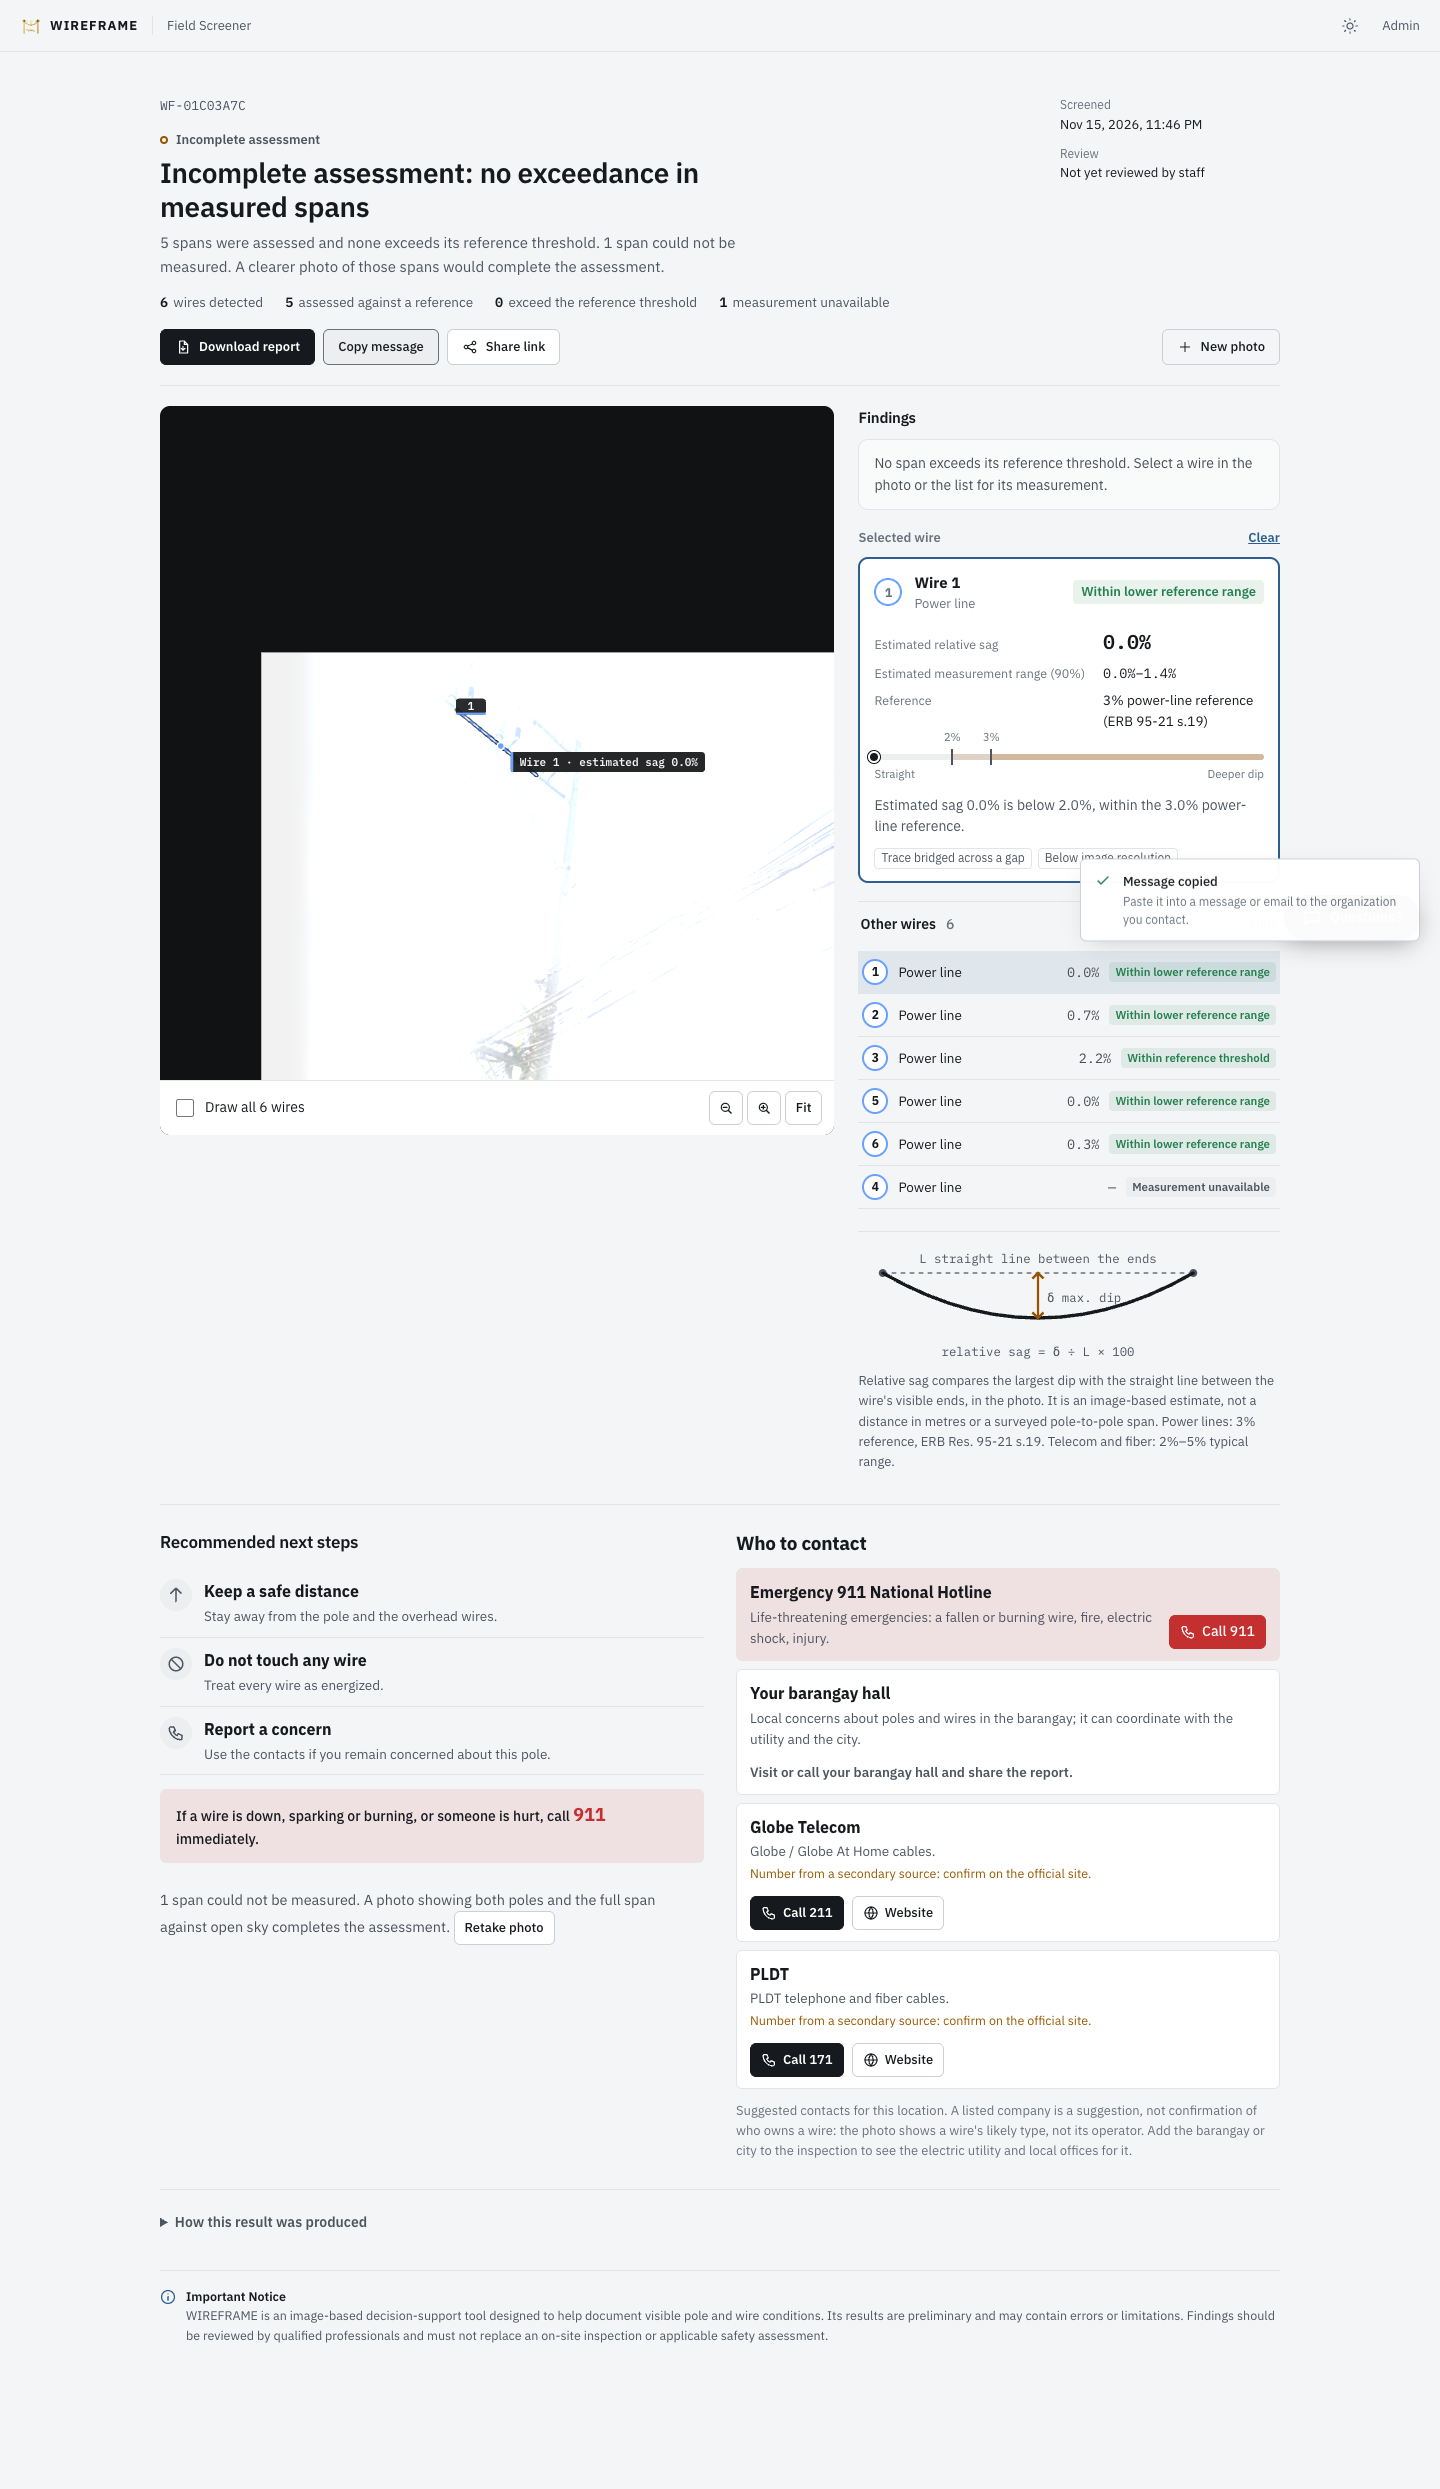 WIREFRAME
Field Screener
Admin
WF-01C03A7C
Screened
Nov 15, 2026, 11:46 PM
Review
Not yet reviewed by staff
Incomplete assessment
Incomplete assessment: no exceedance in
measured spans
5 spans were assessed and none exceeds its reference threshold. 1 span could not be
measured. A clearer photo of those spans would complete the assessment.
6 wires detected
5 assessed against a reference
0 exceed the reference threshold
1 measurement unavailable
Download report
Copy message
Share link
New photo
1
Wire 1 · estimated sag 0.0%
Draw all 6 wires
Fit
Findings
No span exceeds its reference threshold. Select a wire in the
photo or the list for its measurement.
Selected wire
Clear
1
Wire 1
Power line
Within lower reference range
Estimated relative sag
0.0%
Estimated measurement range (90%)
0.0%–1.4%
Reference
3% power-line reference
(ERB 95-21 s.19)
2%
3%
Straight
Deeper dip
Estimated sag 0.0% is below 2.0%, within the 3.0% power-
line reference.
Trace bridged across a gap
Below image resolution
Message copied
Paste it into a message or email to the organization
you contact.
Other wires 6
1 Power line 0.0% Within lower reference range
2 Power line 0.7% Within lower reference range
3 Power line 2.2% Within reference threshold
5 Power line 0.0% Within lower reference range
6 Power line 0.3% Within lower reference range
4 Power line – Measurement unavailable
L straight line between the ends
δ max. dip
relative sag = δ ÷ L × 100
Relative sag compares the largest dip with the straight line between the
wire's visible ends, in the photo. It is an image-based estimate, not a
distance in metres or a surveyed pole-to-pole span. Power lines: 3%
reference, ERB Res. 95-21 s.19. Telecom and fiber: 2%–5% typical
range.
Recommended next steps
Keep a safe distance
Stay away from the pole and the overhead wires.
Do not touch any wire
Treat every wire as energized.
Report a concern
Use the contacts if you remain concerned about this pole.
If a wire is down, sparking or burning, or someone is hurt, call 911
immediately.
1 span could not be measured. A photo showing both poles and the full span
against open sky completes the assessment.
Retake photo
Who to contact
Emergency 911 National Hotline
Life-threatening emergencies: a fallen or burning wire, fire, electric
shock, injury.
Call 911
Your barangay hall
Local concerns about poles and wires in the barangay; it can coordinate with the
utility and the city.
Visit or call your barangay hall and share the report.
Globe Telecom
Globe / Globe At Home cables.
Number from a secondary source: confirm on the official site.
Call 211
Website
PLDT
PLDT telephone and fiber cables.
Number from a secondary source: confirm on the official site.
Call 171
Website
Suggested contacts for this location. A listed company is a suggestion, not confirmation of
who owns a wire: the photo shows a wire's likely type, not its operator. Add the barangay or
city to the inspection to see the electric utility and local offices for it.
How this result was produced
Important Notice
WIREFRAME is an image-based decision-support tool designed to help document visible pole and wire conditions. Its results are preliminary and may contain errors or limitations. Findings should
be reviewed by qualified professionals and must not replace an on-site inspection or applicable safety assessment.